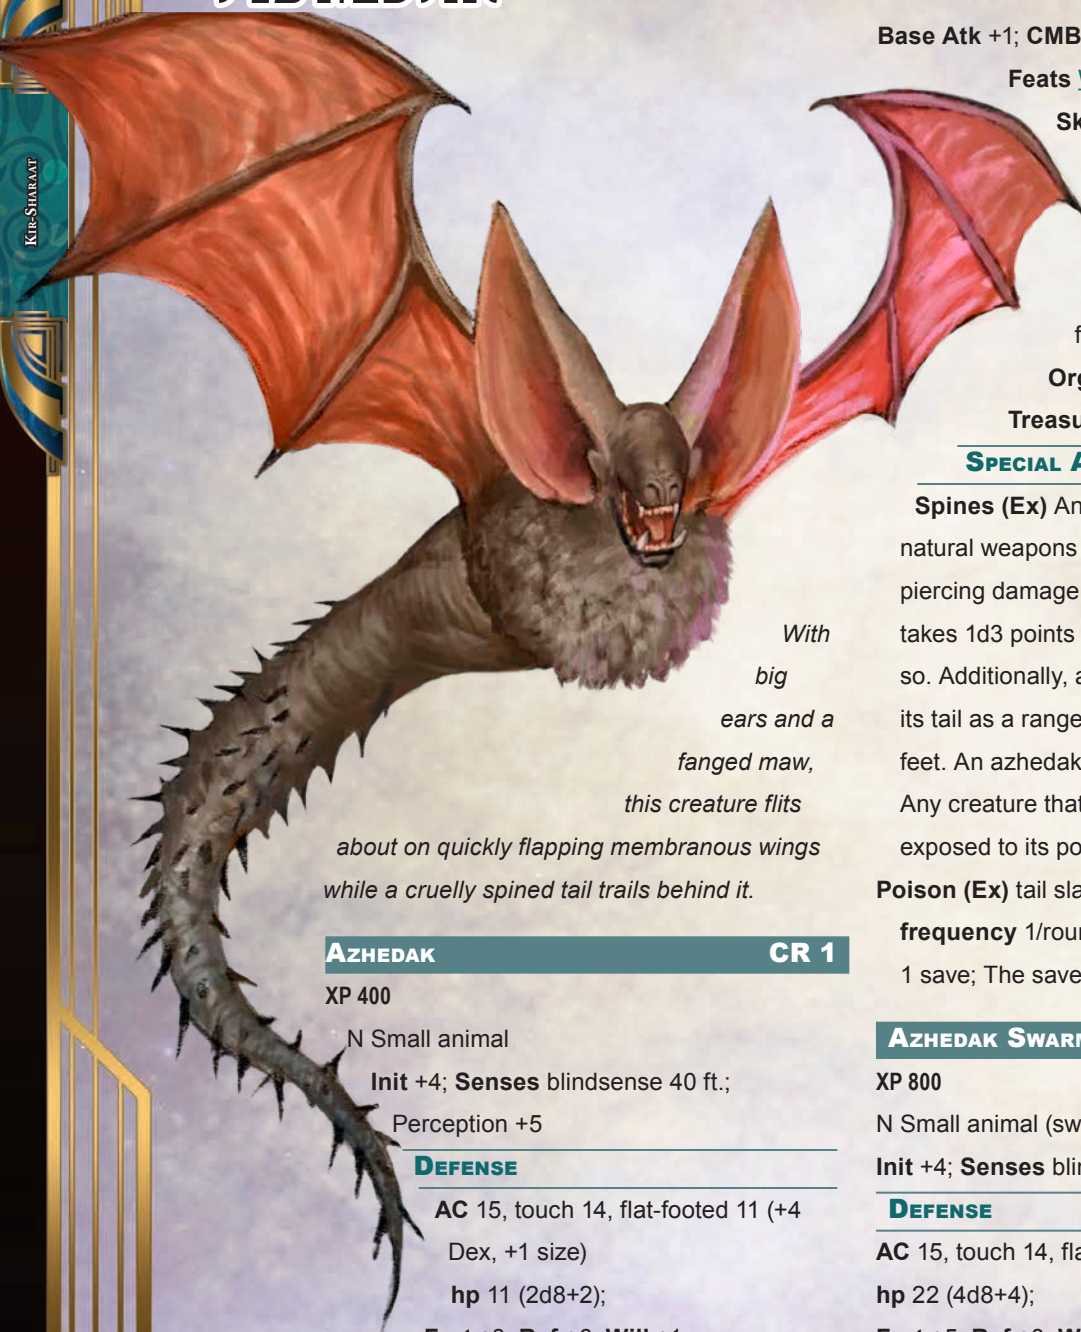 KIR-SHARAAT
With
big
ears and a
fanged maw,
this creature flits
about on quickly flapping membranous wings
while a cruelly spined tail trails behind it.
AZHEDAK CR 1
XP 400
N Small animal
Init +4; Senses blindsense 40 ft.;
Perception +5
DEFENSE
AC 15, touch 14, flat-footed 11 (+4
Dex, +1 size)
hp 11 (2d8+2);
Base Atk +1; CMB
Feats
Treasu
SPECIAL A
Spines (Ex) An
natural weapons
piercing damage
takes 1d3 points
so. Additionally, a
its tail as a range
feet. An azhedak
Any creature that
exposed to its po
Poison (Ex) tail sla
frequency 1/rour
1 save; The save
AZHEDAK SWARM
XP 800
N Small animal (sw
Init +4; Senses blin
DEFENSE
AC 15, touch 14, fla
hp 22 (4d8+4);